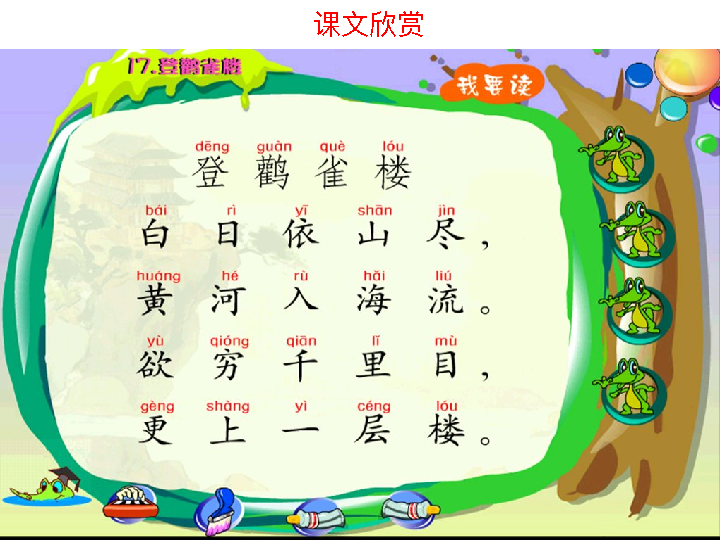 课文欣赏
17.登鹳雀楼
我要读
dēng guàn què lóu
登 鹳 雀 楼
bái rì yī shān jìn
白 日 依 山 尽，
huáng hé rù hǎi liú
黄 河 入 海 流。
yù qióng qiān lǐ mù
欲 穷 千 里 目，
gèng shàng yì céng lóu
更 上 一 层 楼。